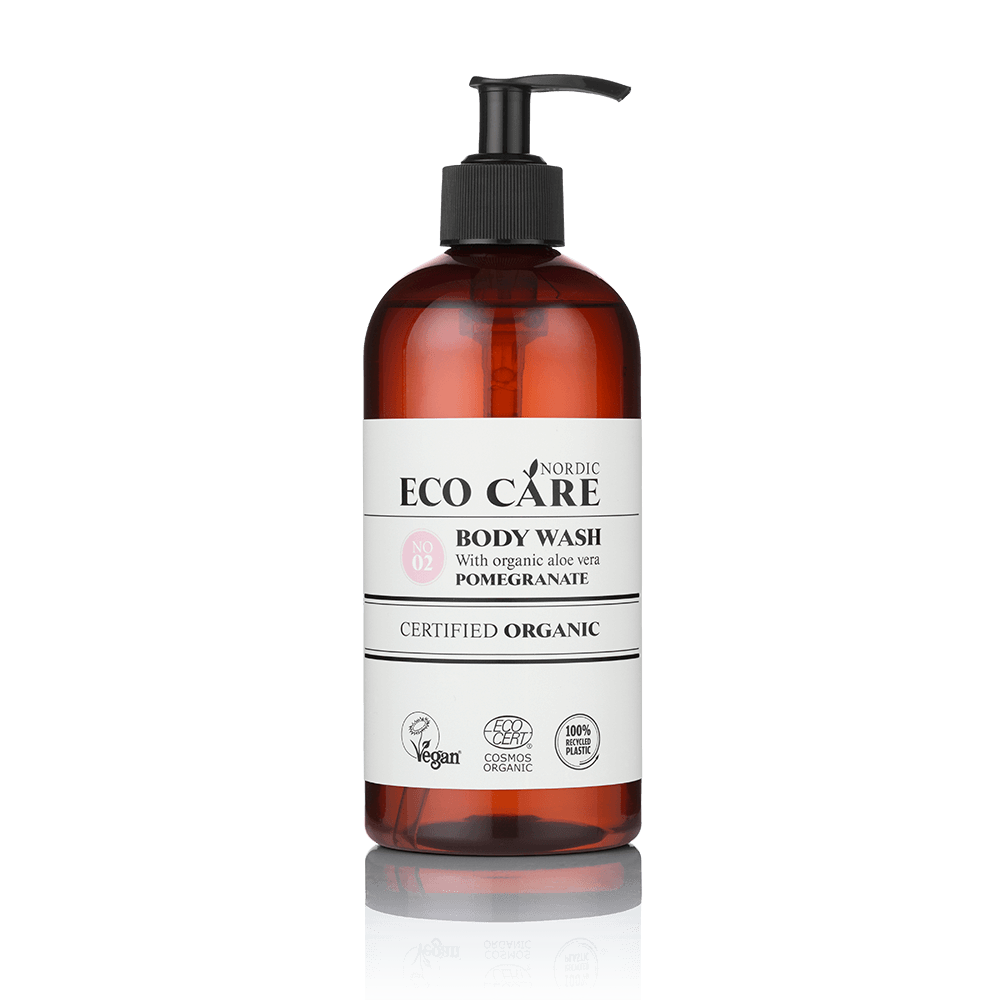 NORDIC
ECO CARE
NO
02
BODY WASH
With organic aloe vera
POMEGRANATE
CERTIFIED ORGANIC
Vegan
ECO
CERT
®
COSMOS
ORGANIC
100%
RECYCLED
PLASTIC